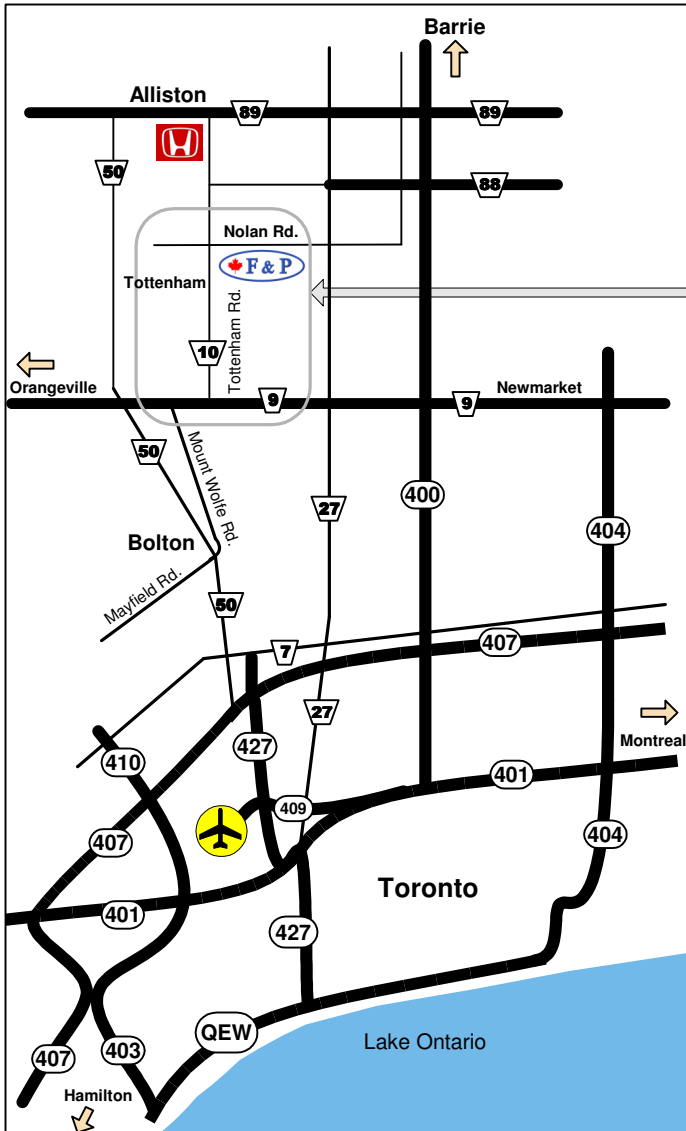 Barrie
Alliston
89
89
50
88
Nolan Rd.
F & P
Tottenham
Tottenham Rd.
10
Orangeville
9
9
Newmarket
50
Mount Wolfe Rd.
27
400
404
Bolton
Mayfield Rd.
50
7
407
27
427
410
Montreal
401
409
407
404
Toronto
401
427
QEW
Lake Ontario
407
403
Hamilton